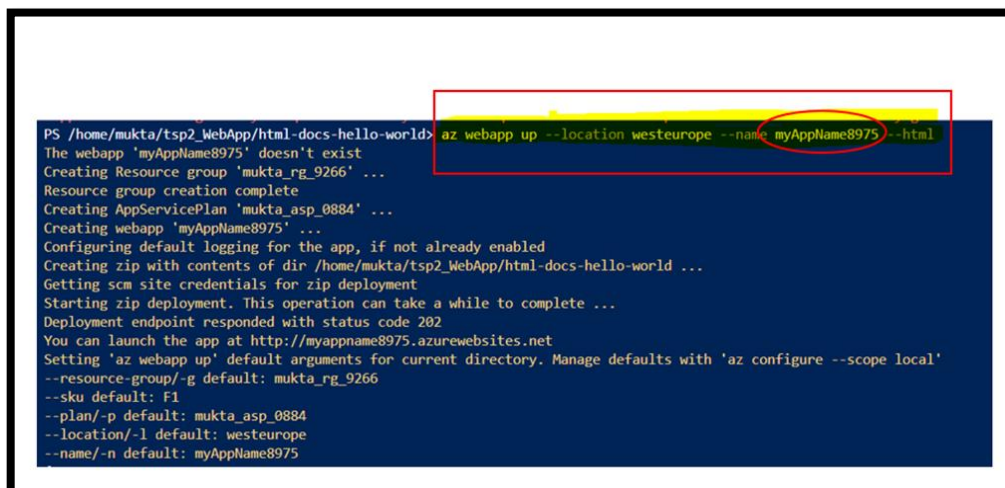 PS /home/mukta/tsp2_WebApp/html-docs-hello-world> az webapp up --location westeurope --name myAppName8975 --html
The webapp 'myAppName8975' doesn't exist
Creating Resource group 'mukta_rg_9266' ...
Resource group creation complete
Creating AppServicePlan 'mukta_asp_0884' ...
Creating webapp 'myAppName8975' ...
Configuring default logging for the app, if not already enabled
Creating zip with contents of dir /home/mukta/tsp2_WebApp/html-docs-hello-world ...
Getting scm site credentials for zip deployment
Starting zip deployment. This operation can take a while to complete ...
Deployment endpoint responded with status code 202
You can launch the app at http://myappname8975.azurewebsites.net
Setting 'az webapp up' default arguments for current directory. Manage defaults with 'az configure --scope local'
--resource-group/-g default: mukta_rg_9266
--sku default: F1
--plan/-p default: mukta_asp_0884
--location/-l default: westeurope
--name/-n default: myAppName8975